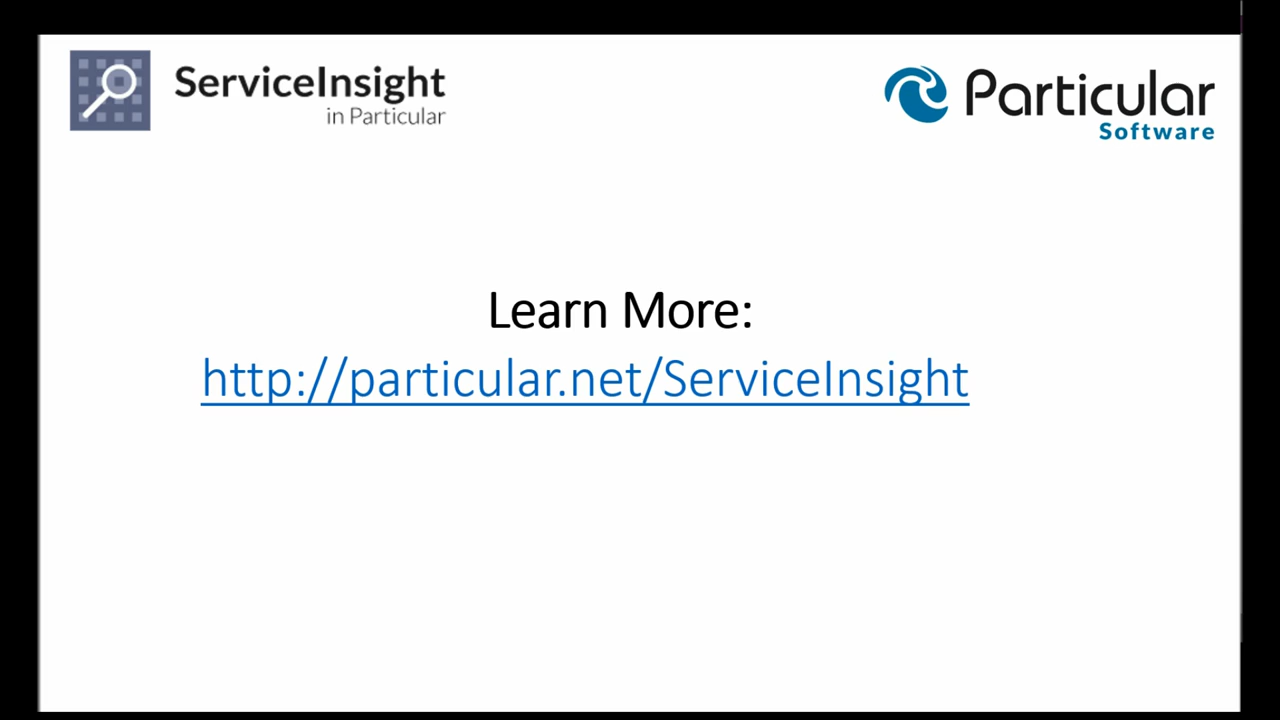 ServiceInsight
in Particular
Particular
Software
Learn More:
http://particular.net/ServiceInsight